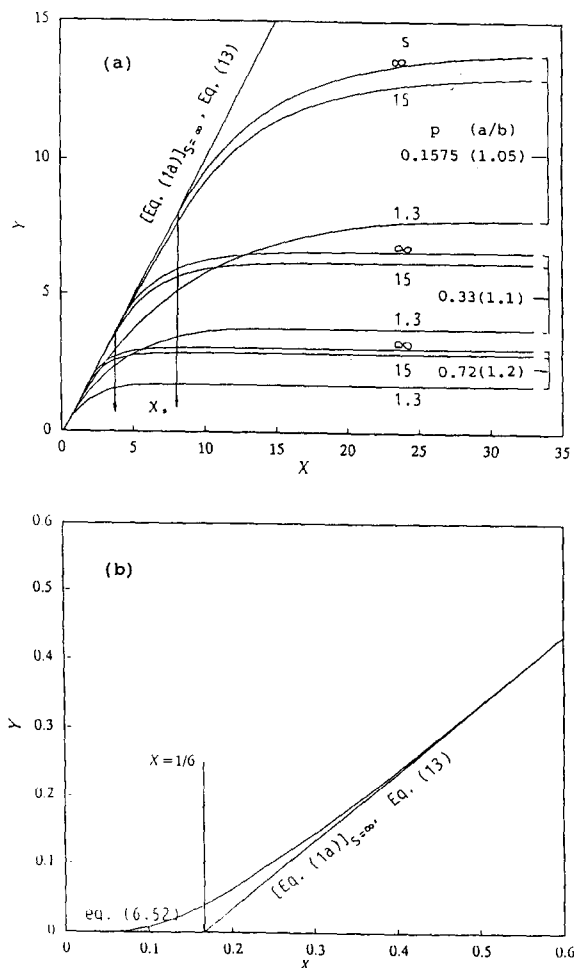 (a)
15
10
5
0
Y
[Eq. (1a)]S=∞, Eq. (13)
S
∞
15
p (a/b)
0.1575 (1.05)
1.3
∞
15
0.33(1.1)
1.3
∞
15
0.72(1.2)
1.3
0 5 10 15 20 25 30 35
X
(b)
0.6
0.5
0.4
0.3
0.2
0.1
0
Y
X=1/6
[Eq. (1a)]S=∞, Eq. (13)
eq. (6.52)
0 0.1 0.2 0.3 0.4 0.5 0.6
X